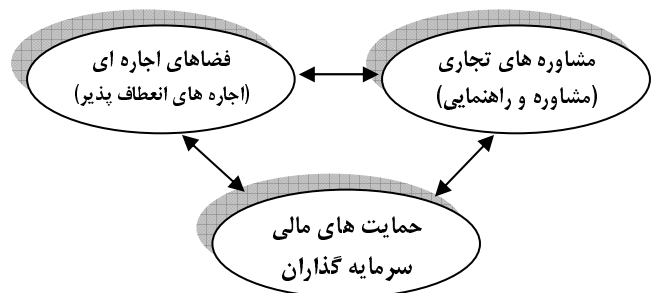 مشاوره های تجاری
(مشاوره و راهنمایی)
فضاهای اجاره ای
(اجاره های انعطاف پذیر)
حمایت های مالی
سرمایه گذاران